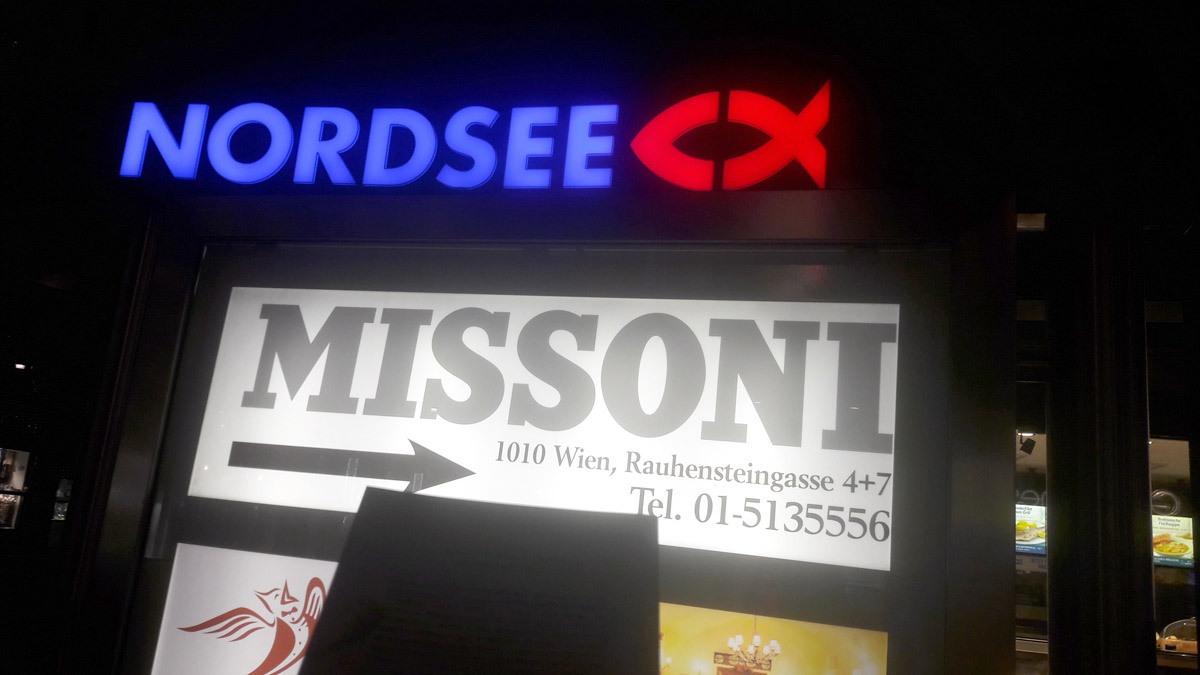 NORDSEE
MISSONI
1010 Wien, Rauhensteingasse 4+7
Tel. 01-5135556